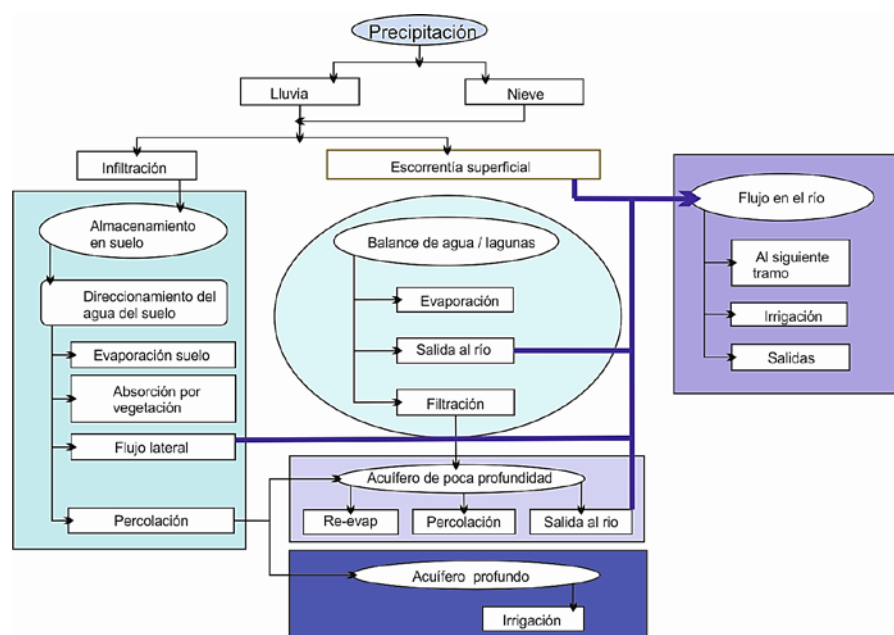 Precipitación
Lluvia
Nieve
Infiltración
Escorrentía superficial
Almacenamiento
en suelo
Direccionamiento del
agua del suelo
Evaporación suelo
Absorción por
vegetación
Flujo lateral
Percolación
Balance de agua / lagunas
Evaporación
Salida al río
Filtración
Flujo en el río
Al siguiente
tramo
Irrigación
Salidas
Acuífero de poca profundidad
Re-evap
Percolación
Salida al rio
Acuífero profundo
Irrigación